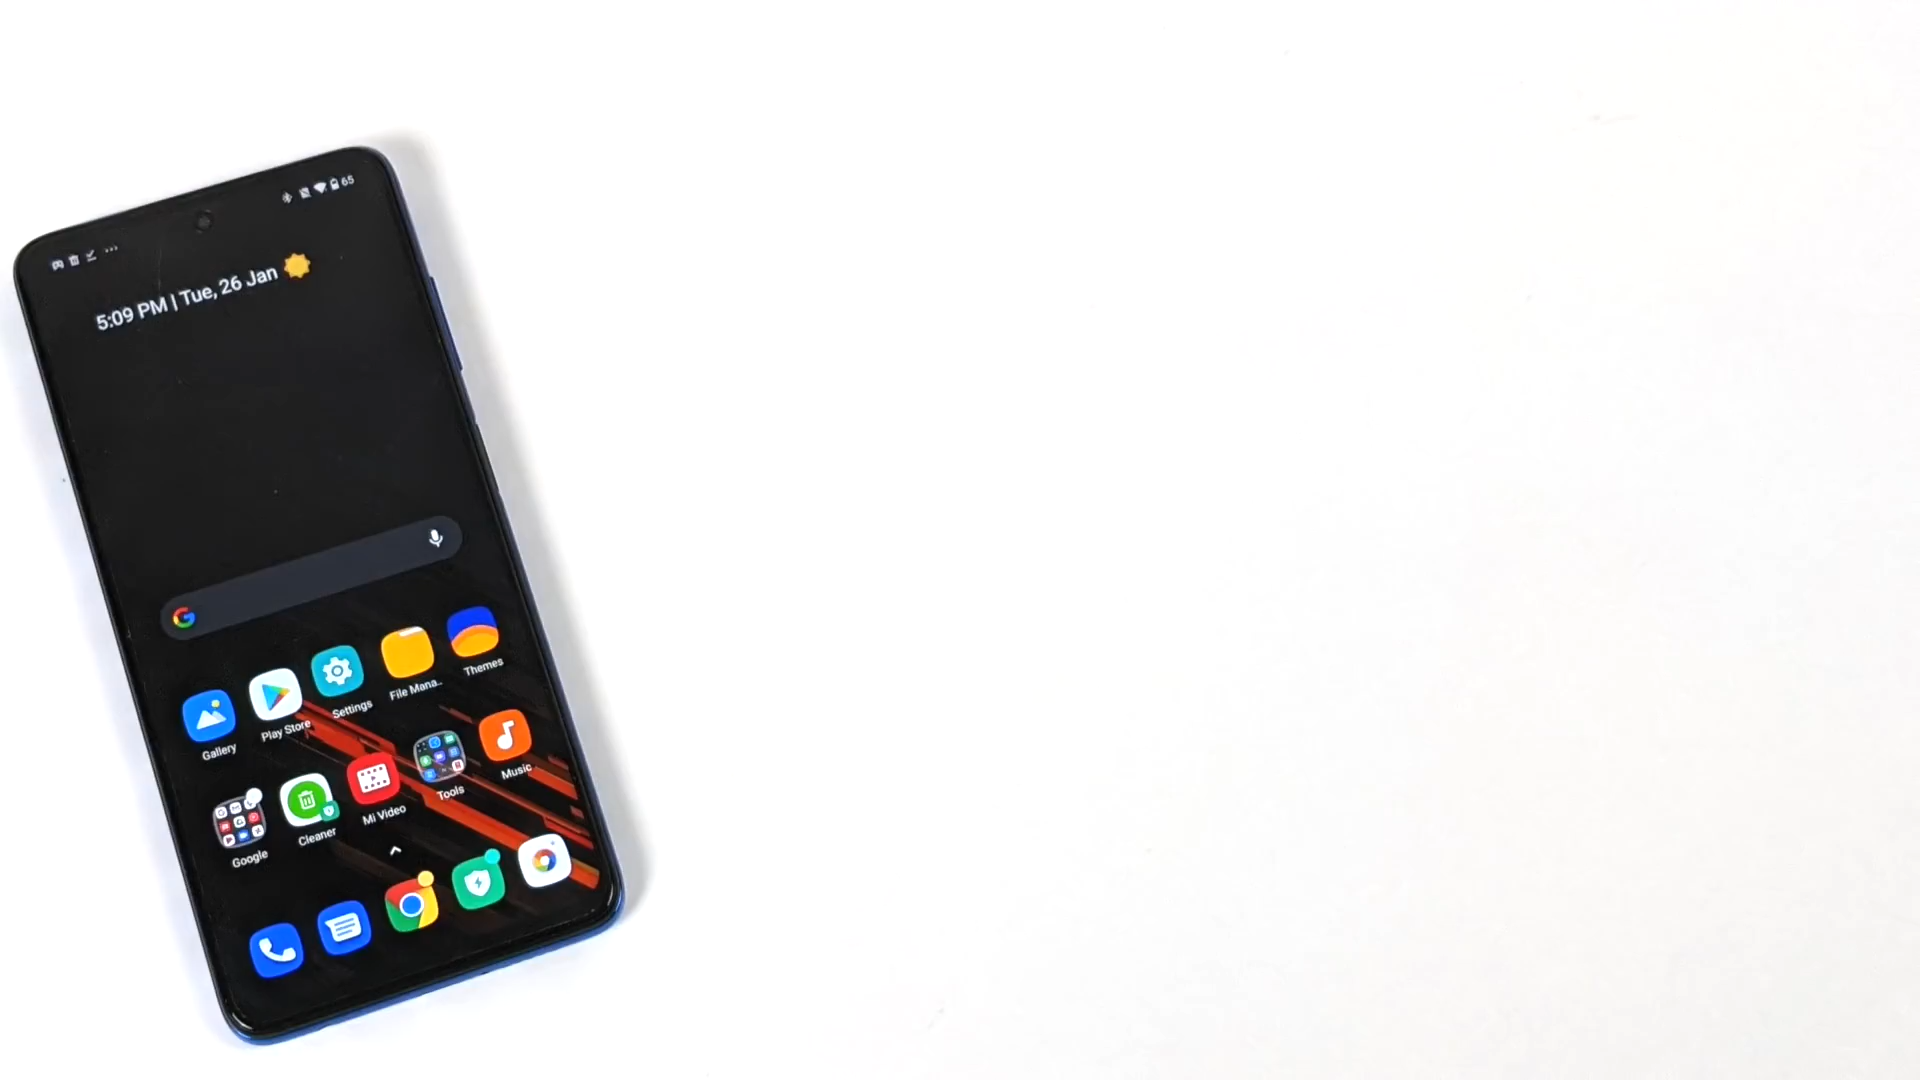 65
5:09 PM | Tue, 26 Jan
Gallery
Play Store
Settings
File Mana..
Themes
Google
Cleaner
Mi Video
Tools
Music